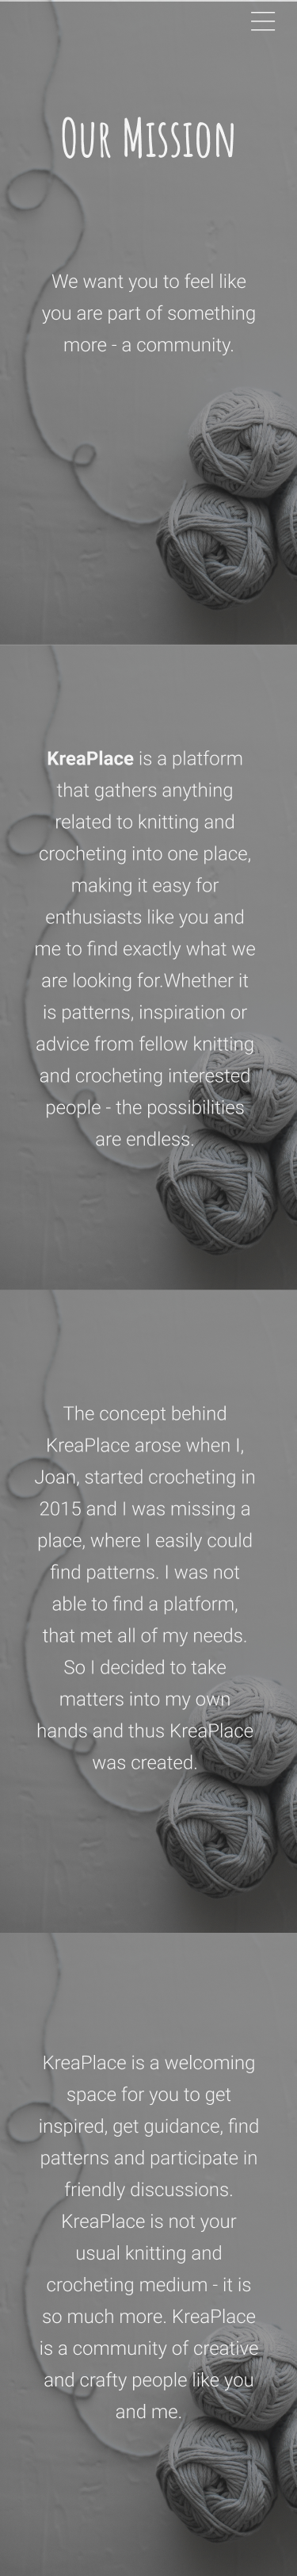 Our Mission
We want you to feel like
you are part of something
more - a community.
KreaPlace is a platform
that gathers anything
related to knitting and
crocheting into one place,
making it easy for
enthusiasts like you and
me to find exactly what we
are looking for.Whether it
is patterns, inspiration or
advice from fellow knitting
and crocheting interested
people - the possibilities
are endless.
The concept behind
KreaPlace arose when I,
Joan, started crocheting in
2015 and I was missing a
place, where I easily could
find patterns. I was not
able to find a platform,
that met all of my needs.
So I decided to take
matters into my own
hands and thus KreaPlace
was created.
KreaPlace is a welcoming
space for you to get
inspired, get guidance, find
patterns and participate in
friendly discussions.
KreaPlace is not your
usual knitting and
crocheting medium - it is
so much more. KreaPlace
is a community of creative
and crafty people like you
and me.